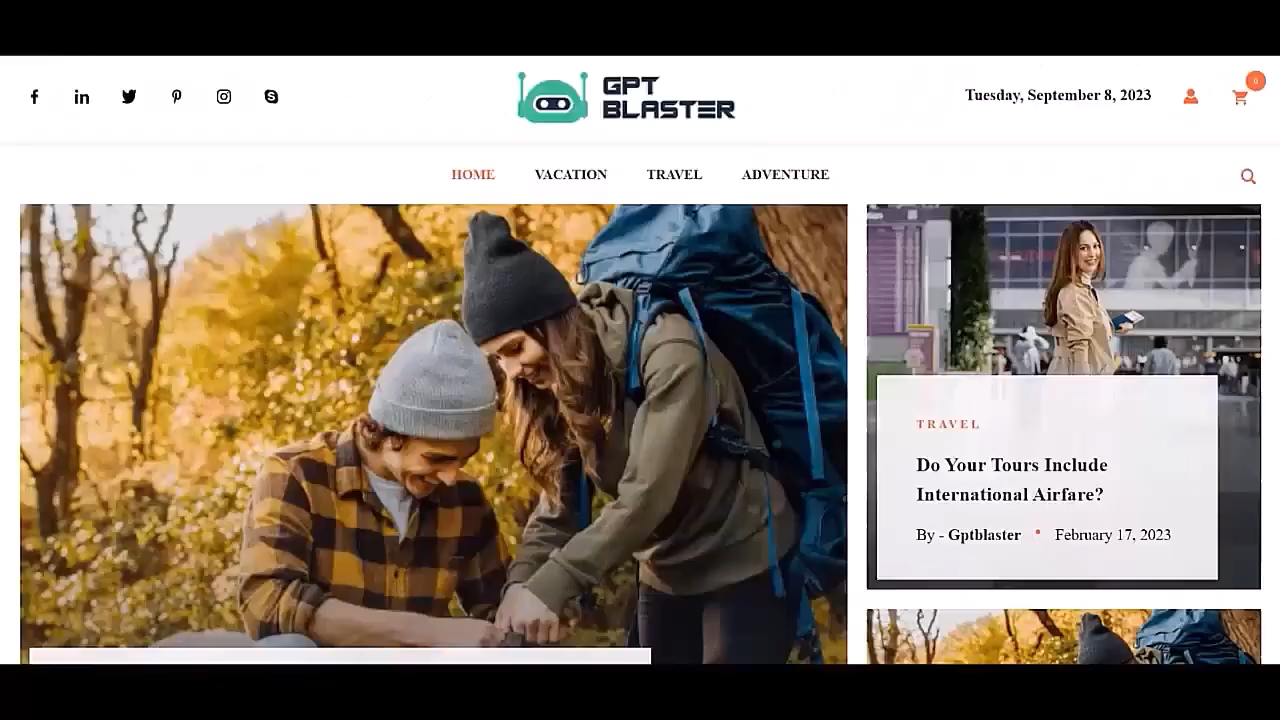 GPT
BLASTER
Tuesday, September 8, 2023
0
HOME VACATION TRAVEL ADVENTURE
TRAVEL
Do Your Tours Include
International Airfare?
By - Gptblaster • February 17, 2023